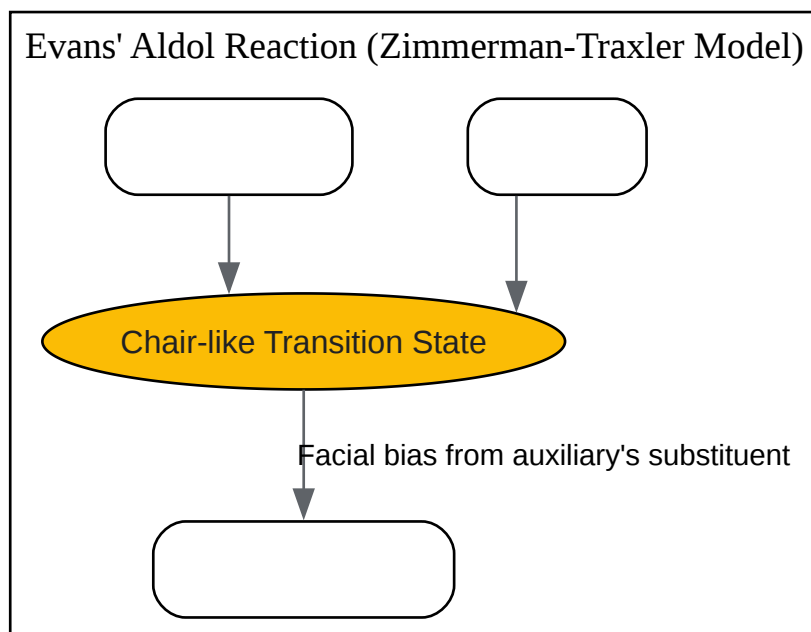 Evans' Aldol Reaction (Zimmerman-Traxler Model)
Chair-like Transition State
Facial bias from auxiliary's substituent